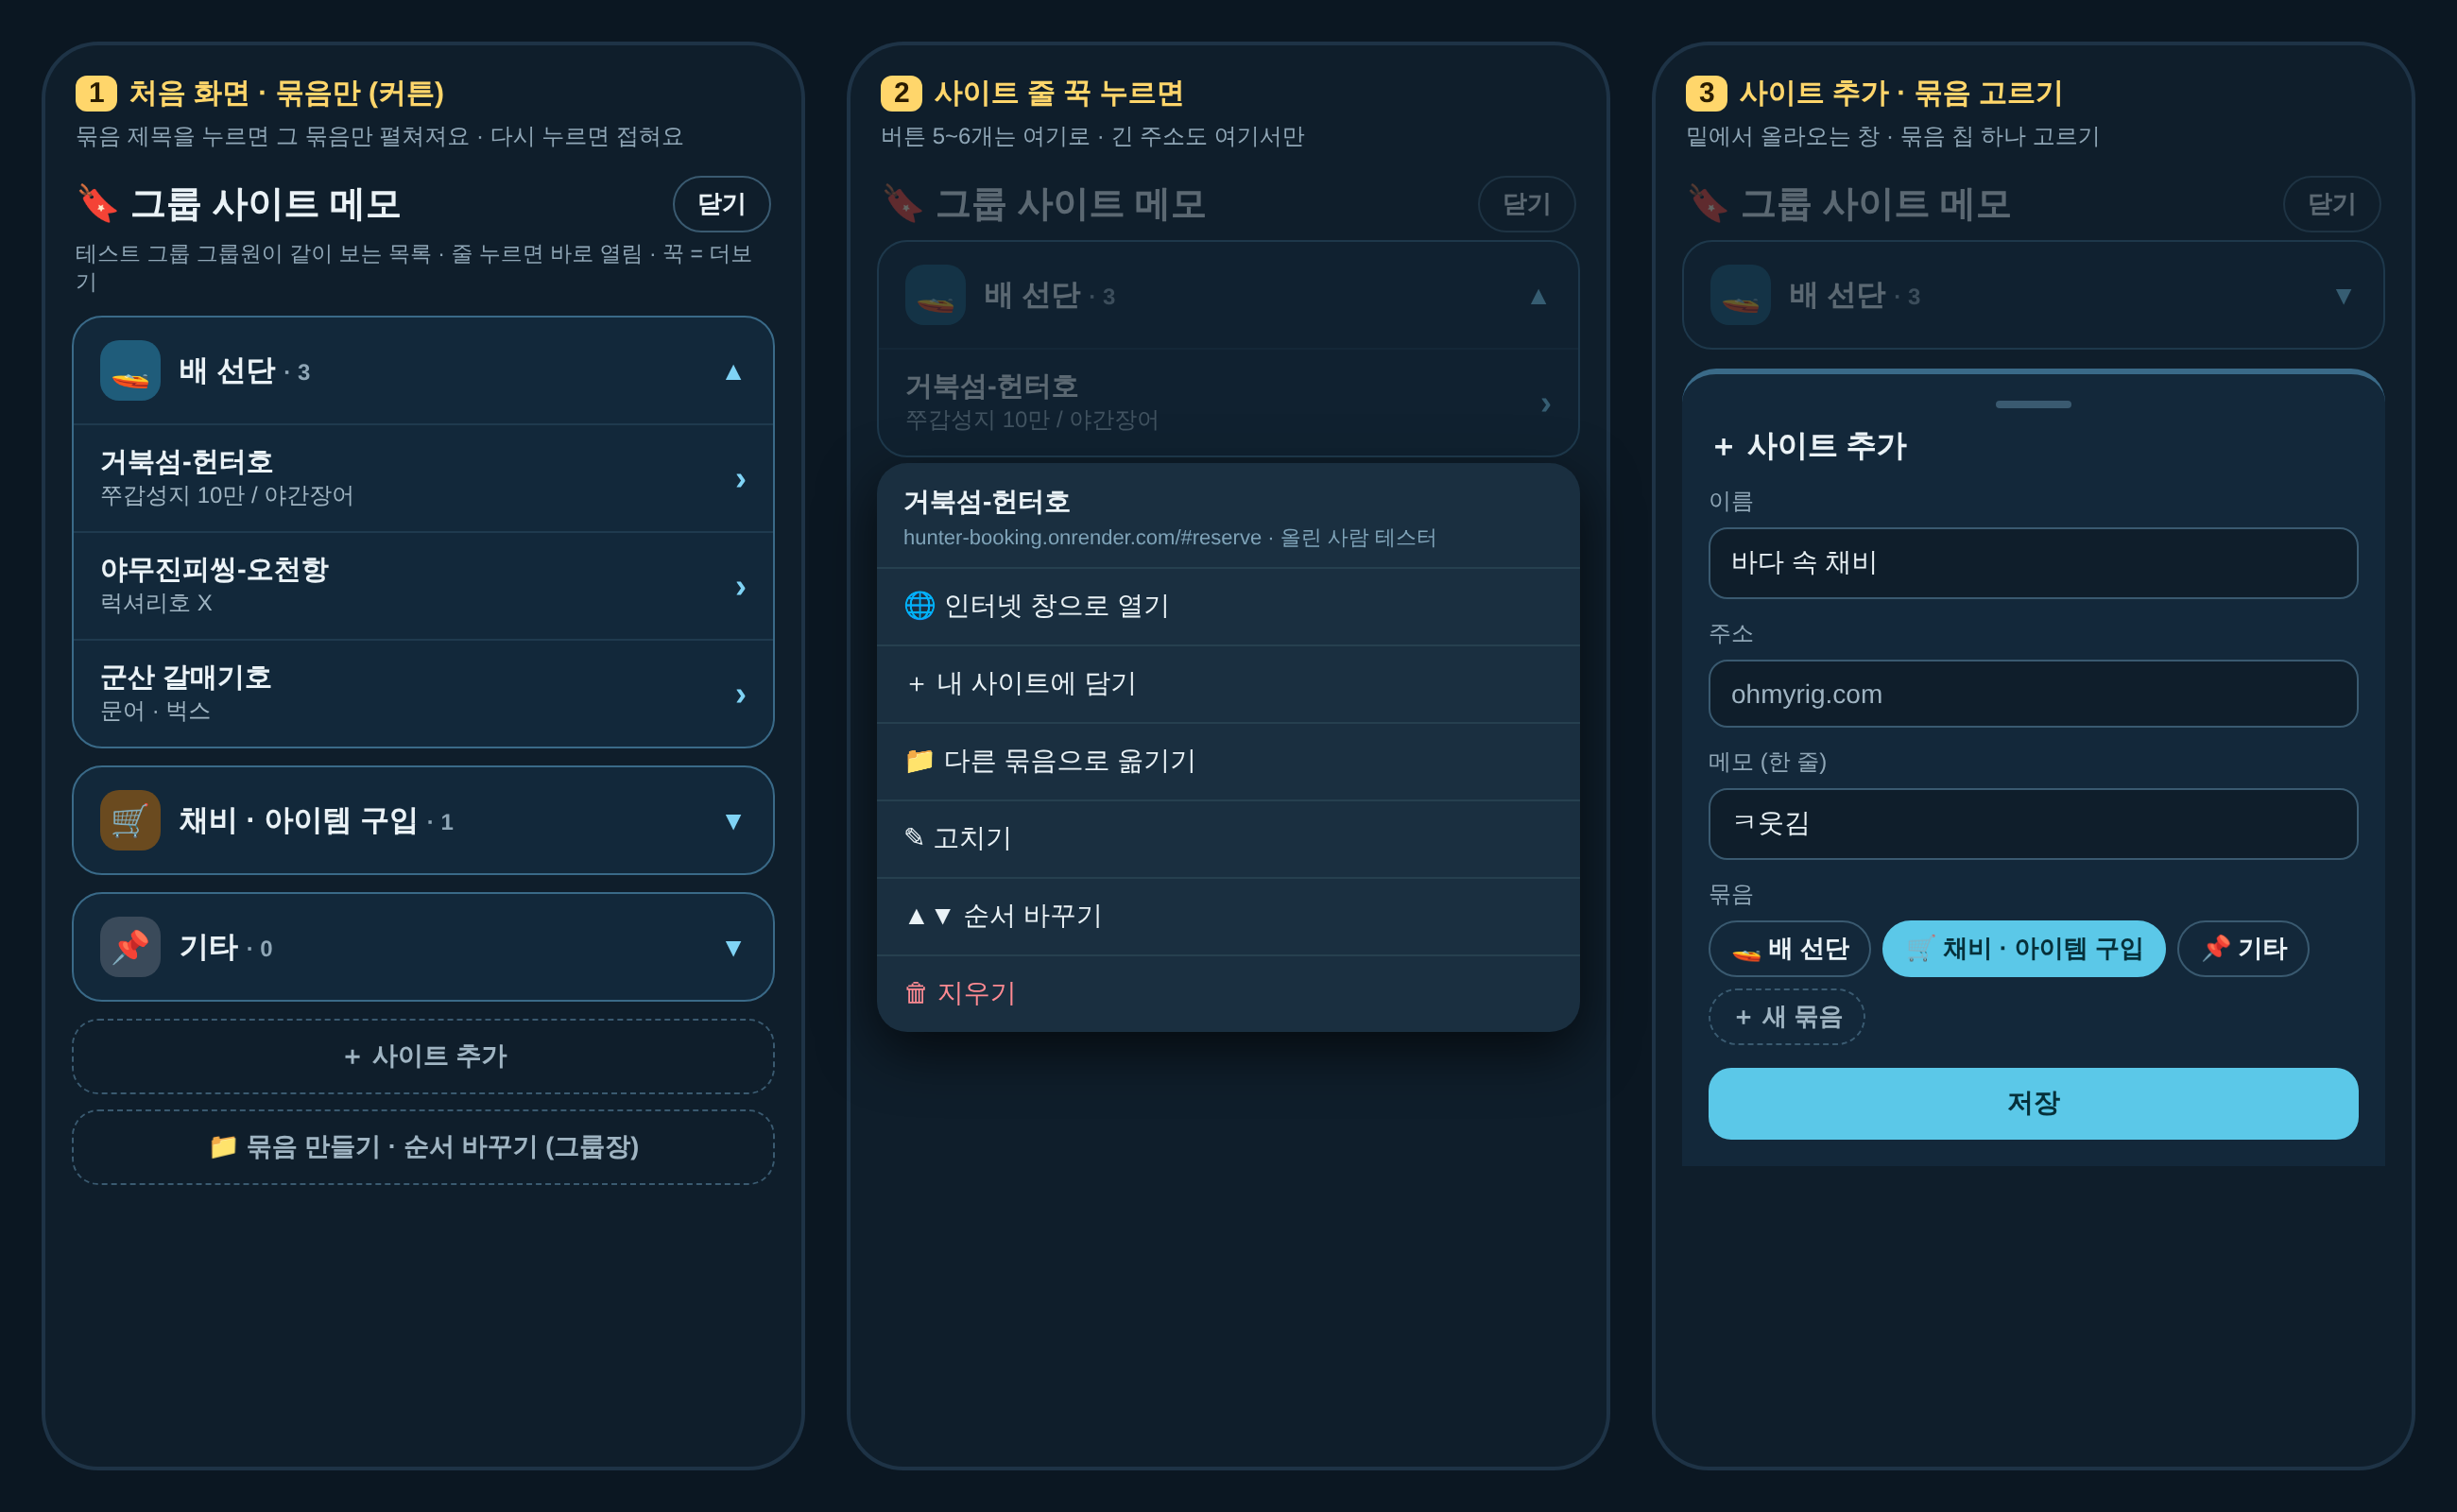 1 처음 화면 · 묶음만 (커튼)
묶음 제목을 누르면 그 묶음만 펼쳐져요 · 다시 누르면 접혀요
🔖 그룹 사이트 메모
닫기
테스트 그룹 그룹원이 같이 보는 목록 · 줄 누르면 바로 열림 · 꾹 = 더보
기
🚤 배 선단 · 3 ▲
거북섬-헌터호
쭈갑성지 10만 / 야간장어
›
야무진피씽-오천항
럭셔리호 X
›
군산 갈매기호
문어 · 벅스
›
🛒 채비 · 아이템 구입 · 1 ▼
📌 기타 · 0 ▼
+ 사이트 추가
📁 묶음 만들기 · 순서 바꾸기 (그룹장)
2 사이트 줄 꾹 누르면
버튼 5~6개는 여기로 · 긴 주소도 여기서만
🔖 그룹 사이트 메모
닫기
🚤 배 선단 · 3 ▲
거북섬-헌터호
쭈갑성지 10만 / 야간장어
›
거북섬-헌터호
hunter-booking.onrender.com/#reserve · 올린 사람 테스터
🌐 인터넷 창으로 열기
+ 내 사이트에 담기
📁 다른 묶음으로 옮기기
✎ 고치기
▲▼ 순서 바꾸기
🗑 지우기
3 사이트 추가 · 묶음 고르기
밑에서 올라오는 창 · 묶음 칩 하나 고르기
🔖 그룹 사이트 메모
닫기
🚤 배 선단 · 3 ▼
+ 사이트 추가
이름
바다 속 채비
주소
ohmyrig.com
메모 (한 줄)
ㅋ웃김
묶음
🚤 배 선단 🛒 채비 · 아이템 구입 📌 기타
+ 새 묶음
저장